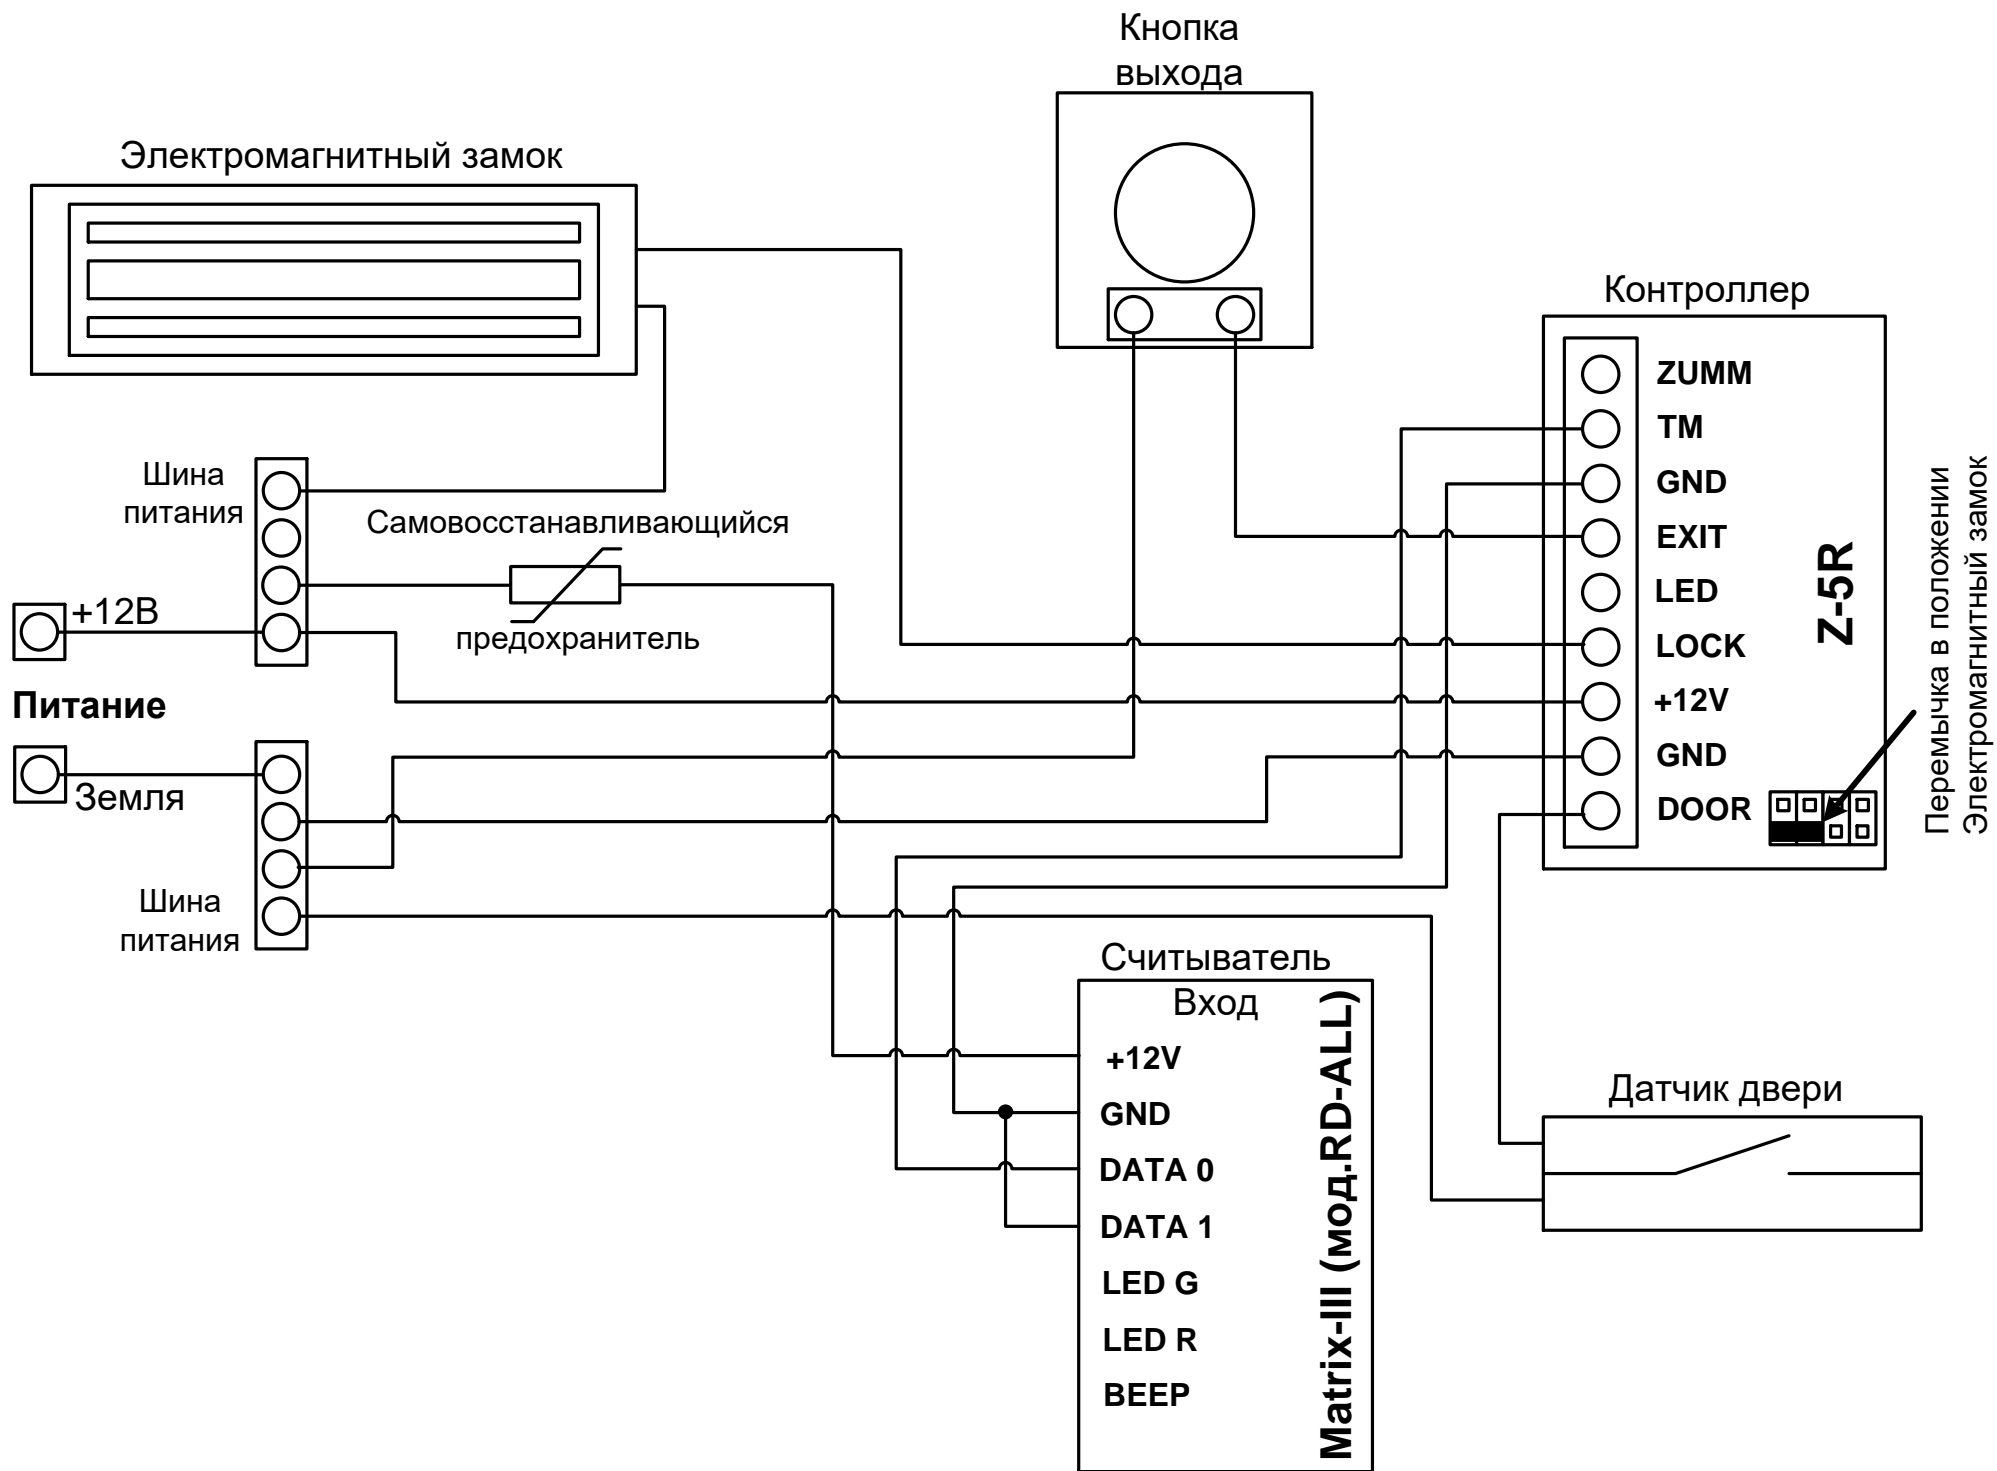 Кнопка
выхода
Электромагнитный замок
Контроллер
ZUMM
TM
GND
EXIT
LED
LOCK
+12V
GND
DOOR
Z-5R
Перемычка в положении
Электромагнитный замок
Шина
питания
Самовосстанавливающийся
предохранитель
+12В
Питание
Земля
Шина
питания
Считыватель
Вход
+12V
GND
DATA 0
DATA 1
LED G
LED R
BEEP
Matrix-III (мод.RD-ALL)
Датчик двери